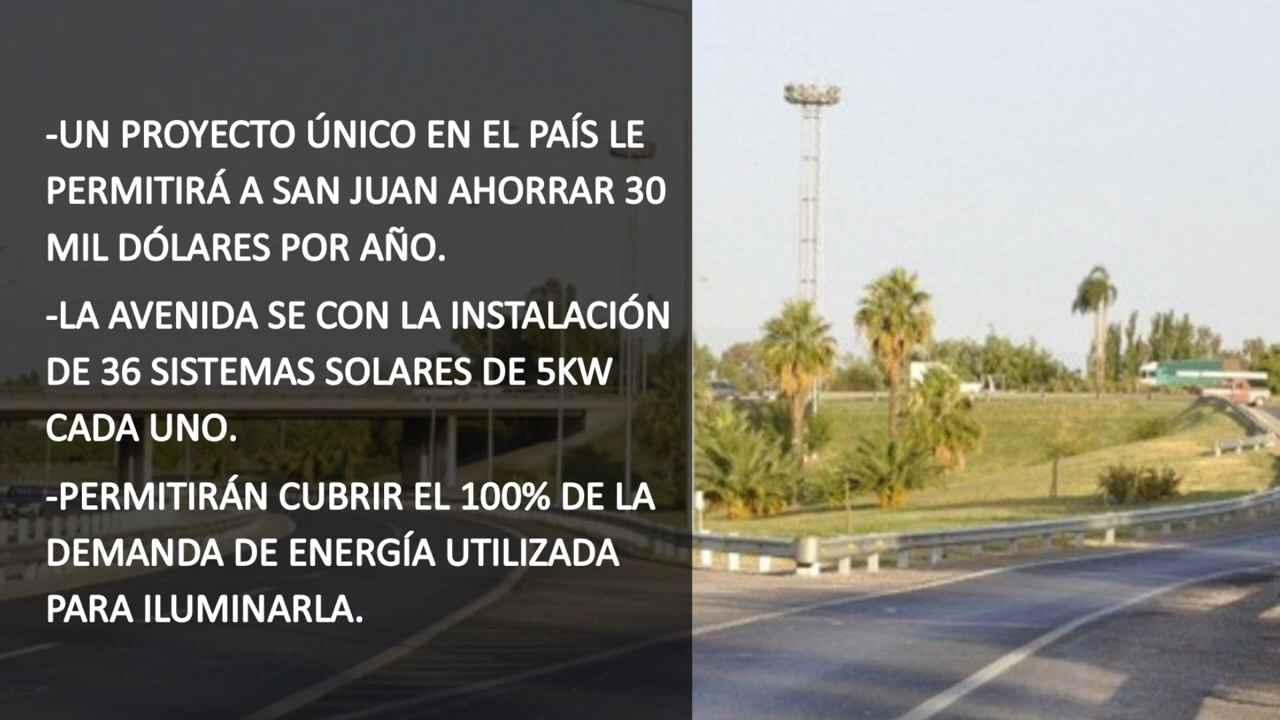 -UN PROYECTO ÚNICO EN EL PAÍS LE
PERMITIRÁ A SAN JUAN AHORRAR 30
MIL DÓLARES POR AÑO.
-LA AVENIDA SE CON LA INSTALACIÓN
DE 36 SISTEMAS SOLARES DE 5KW
CADA UNO.
-PERMITIRÁN CUBRIR EL 100% DE LA
DEMANDA DE ENERGÍA UTILIZADA
PARA ILUMINARLA.